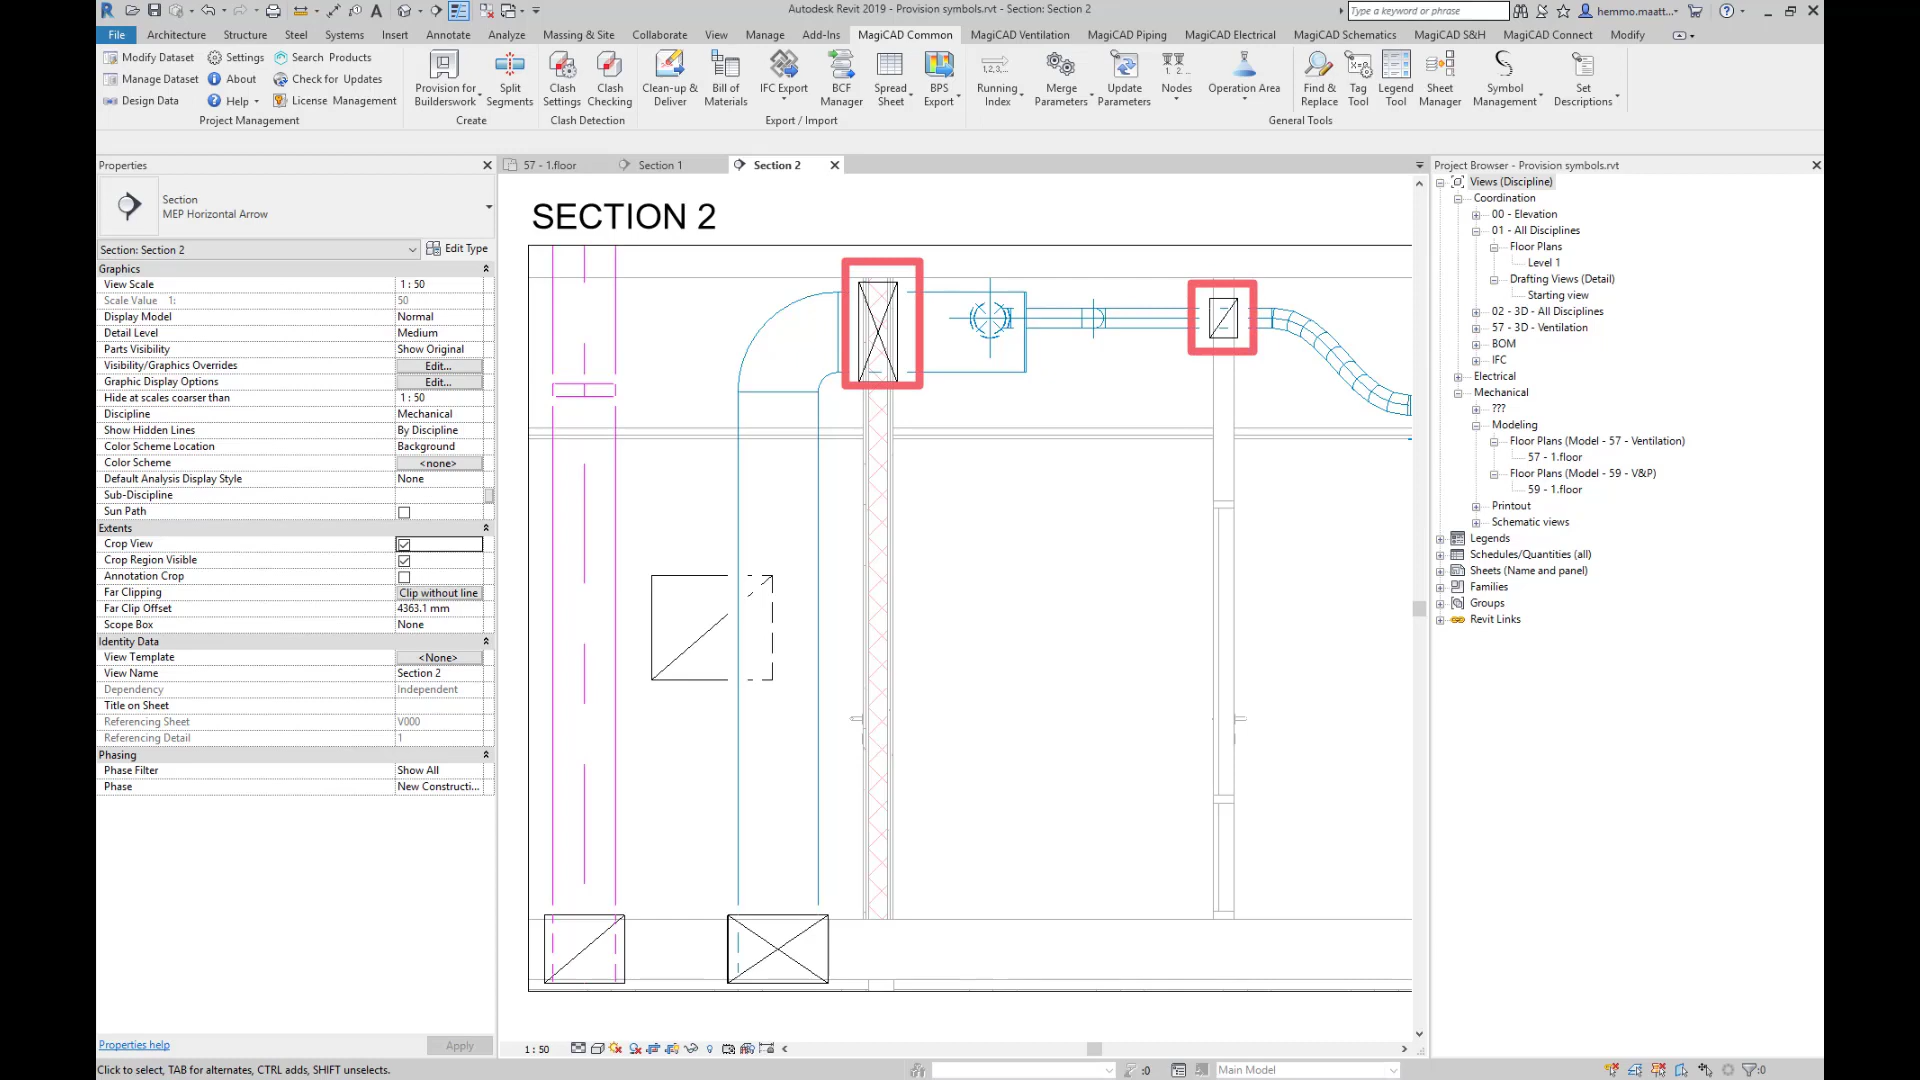 Autodesk Revit 2019 - Provision symbols.rvt - Section: Section 2
Type a keyword or phrase
hemmo.maatt...
File Architecture Structure Steel Systems Insert Annotate Analyze Massing & Site Collaborate View Manage Add-Ins MagiCAD Common MagiCAD Ventilation MagiCAD Piping MagiCAD Electrical MagiCAD Schematics MagiCAD S&H MagiCAD Connect Modify
Modify Dataset Settings Search Products
Manage Dataset About Check for Updates
Design Data Help License Management
Project Management
Provision for Builderswork
Split Segments
Create
Clash Settings
Clash Checking
Clash Detection
Clean-up & Deliver
Bill of Materials
IFC Export
BCF Manager
Spread Sheet
BPS Export
Export / Import
Running Index
Merge Parameters
Update Parameters
Nodes
Operation Area
Find & Replace
Tag Tool
Legend Tool
Sheet Manager
Symbol Management
Set Descriptions
General Tools
Properties
Section
MEP Horizontal Arrow
Section: Section 2
Edit Type
Graphics
View Scale 1 : 50
Scale Value 1: 50
Display Model Normal
Detail Level Medium
Parts Visibility Show Original
Visibility/Graphics Overrides Edit...
Graphic Display Options Edit...
Hide at scales coarser than 1 : 50
Discipline Mechanical
Show Hidden Lines By Discipline
Color Scheme Location Background
Color Scheme <none>
Default Analysis Display Style None
Sub-Discipline
Sun Path
Extents
Crop View
Crop Region Visible
Annotation Crop
Far Clipping Clip without line
Far Clip Offset 4363.1 mm
Scope Box None
Identity Data
View Template <None>
View Name Section 2
Dependency Independent
Title on Sheet
Referencing Sheet V000
Referencing Detail 1
Phasing
Phase Filter Show All
Phase New Constructi...
Properties help
Apply
57 - 1.floor
Section 1
Section 2
SECTION 2
1 : 50
Project Browser - Provision symbols.rvt
Views (Discipline)
Coordination
00 - Elevation
01 - All Disciplines
Floor Plans
Level 1
Drafting Views (Detail)
Starting view
02 - 3D - All Disciplines
57 - 3D - Ventilation
BOM
IFC
Electrical
Mechanical
???
Modeling
Floor Plans (Model - 57 - Ventilation)
57 - 1.floor
Floor Plans (Model - 59 - V&P)
59 - 1.floor
Printout
Schematic views
Legends
Schedules/Quantities (all)
Sheets (Name and panel)
Families
Groups
Revit Links
Click to select, TAB for alternates, CTRL adds, SHIFT unselects.
:0
Main Model
:0